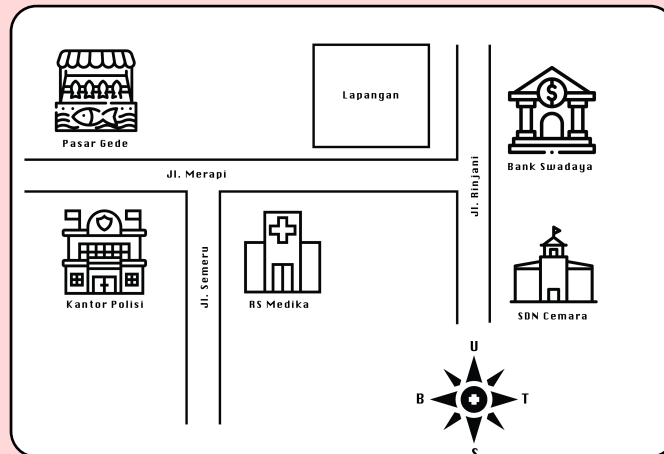 Lapangan
Pasar Gede
Bank Swadaya
Jl. Merapi
Jl. Rinjani
Kantor Polisi
Jl. Semeru
RS Medika
SDN Cemara
$
U
B
T
S